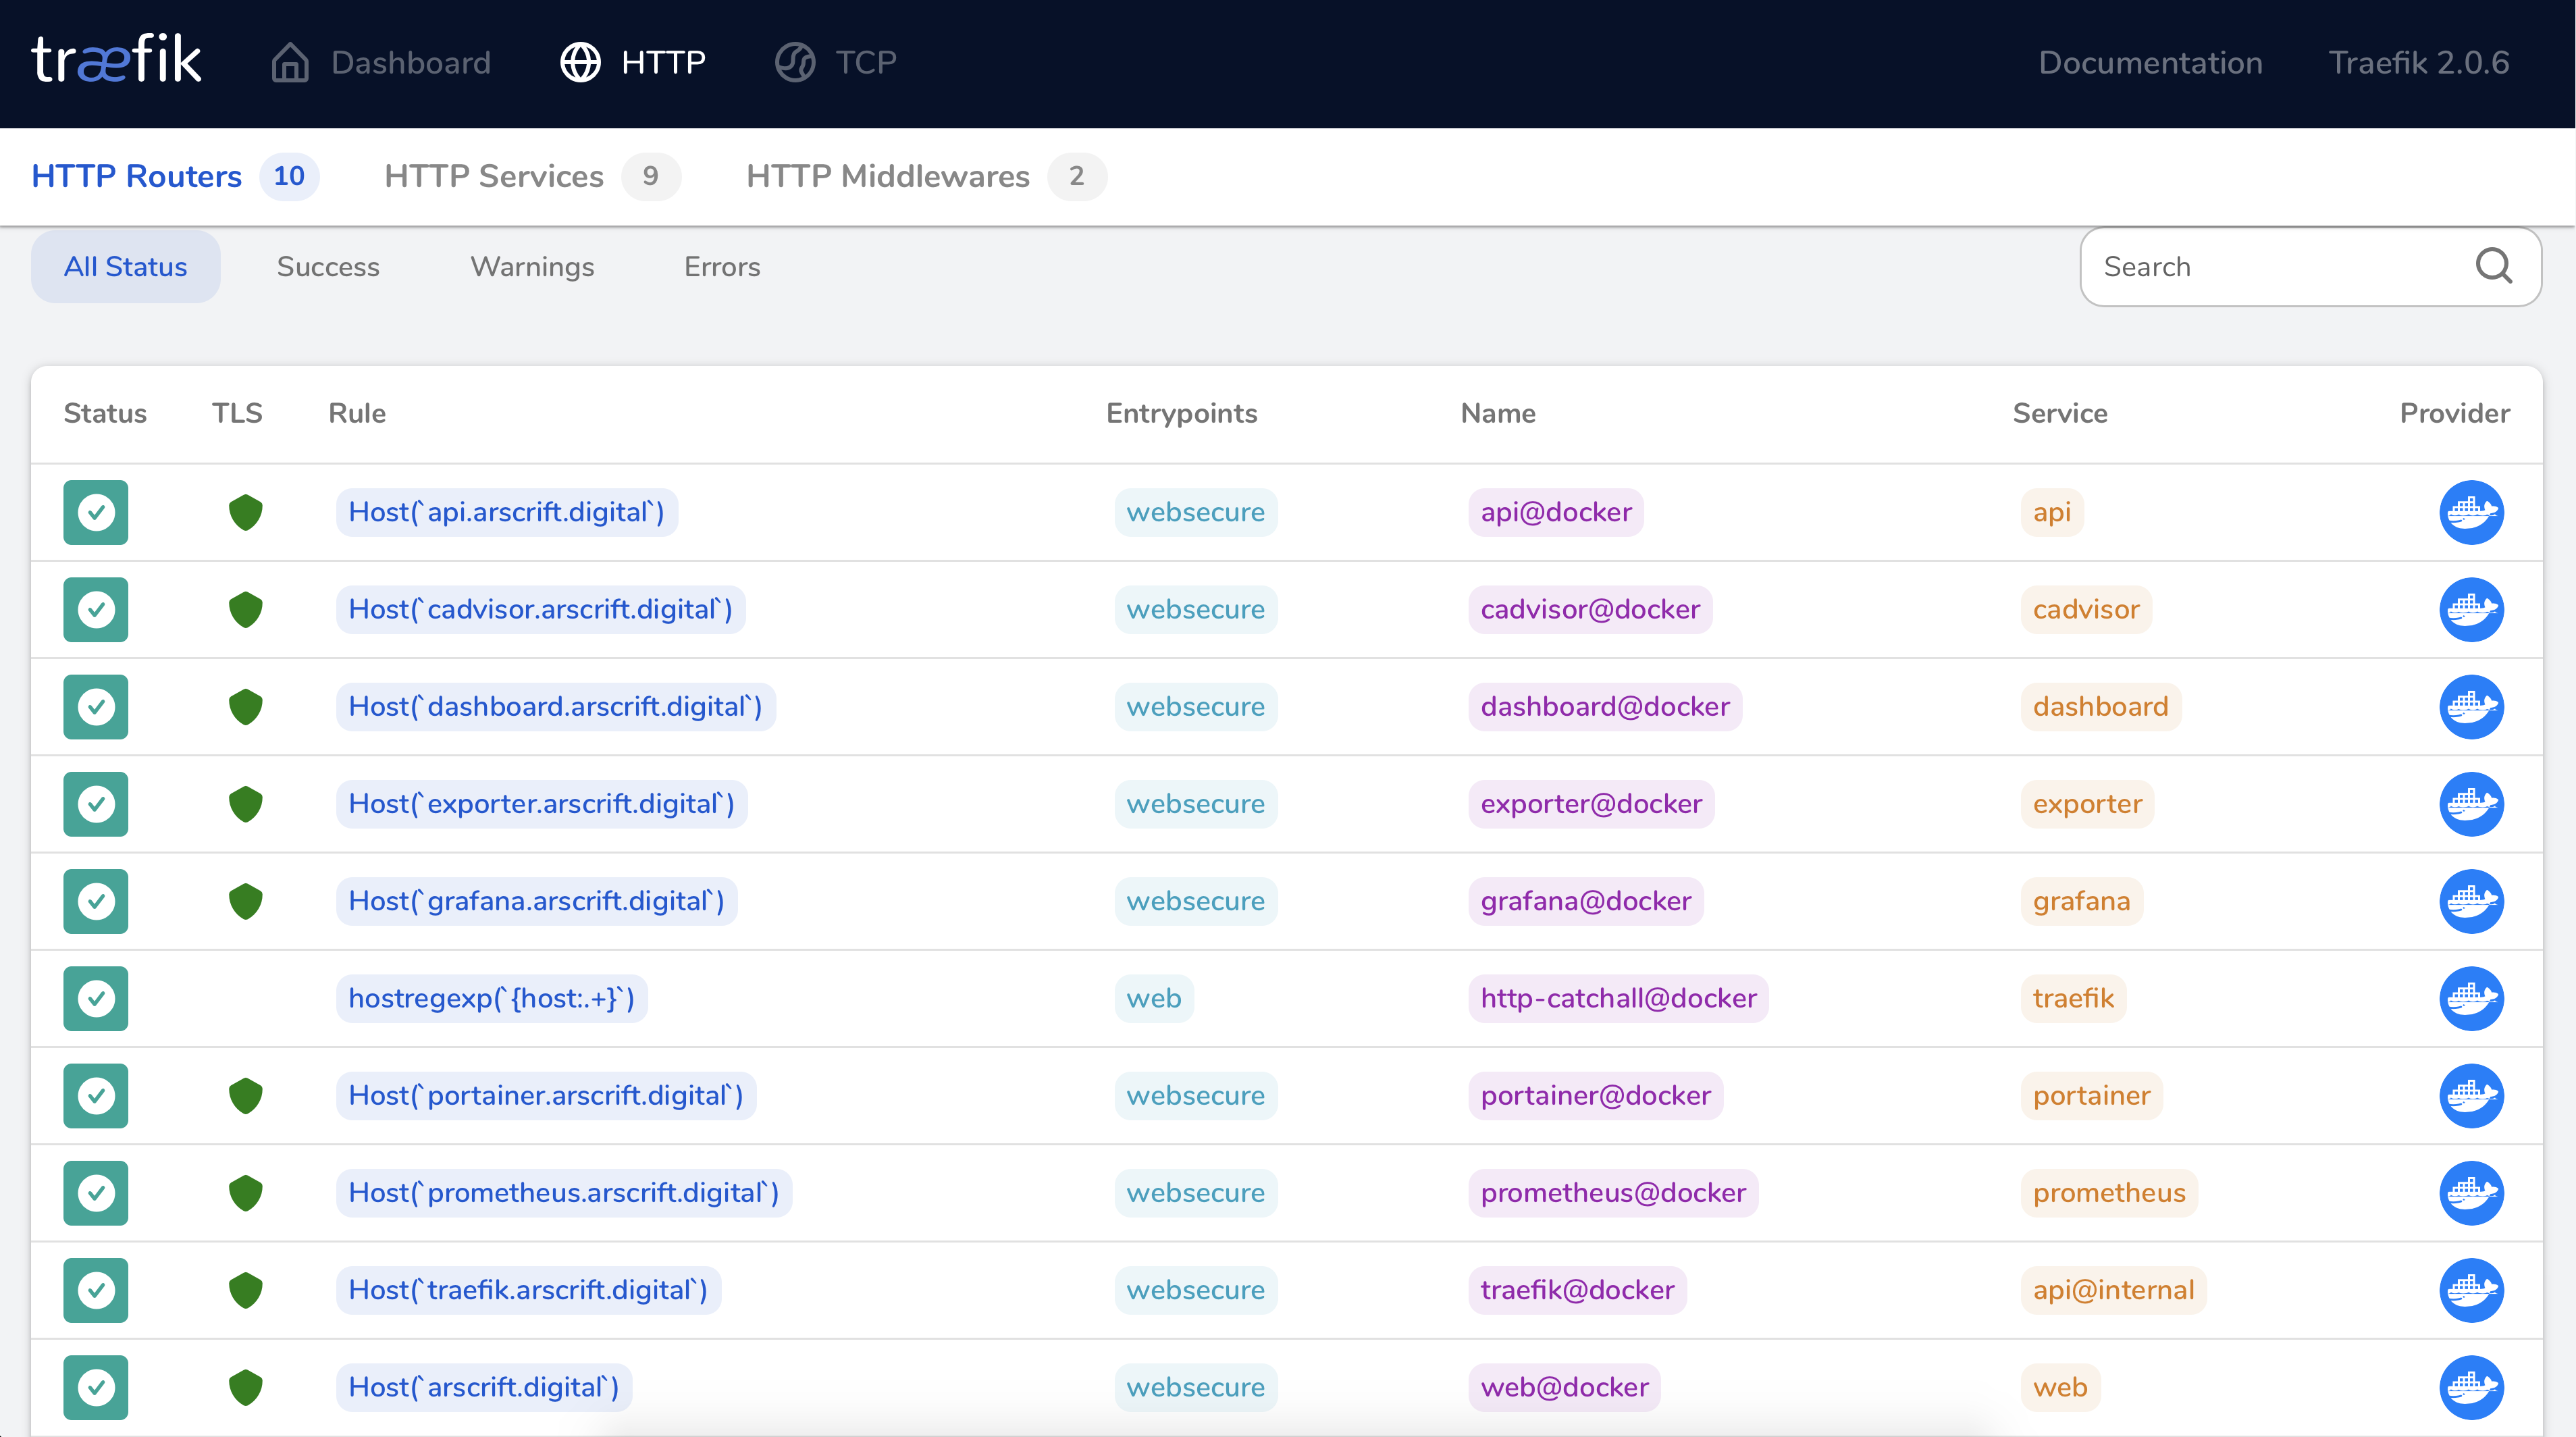 træfik Dashboard HTTP TCP Documentation Traefik 2.0.6
HTTP Routers 10 HTTP Services 9 HTTP Middlewares 2
All Status Success Warnings Errors Search
Status TLS Rule Entrypoints Name Service Provider
Host(`api.arscrift.digital`) websecure api@docker api
Host(`cadvisor.arscrift.digital`) websecure cadvisor@docker cadvisor
Host(`dashboard.arscrift.digital`) websecure dashboard@docker dashboard
Host(`exporter.arscrift.digital`) websecure exporter@docker exporter
Host(`grafana.arscrift.digital`) websecure grafana@docker grafana
hostregexp(`{host:.+}`) web http-catchall@docker traefik
Host(`portainer.arscrift.digital`) websecure portainer@docker portainer
Host(`prometheus.arscrift.digital`) websecure prometheus@docker prometheus
Host(`traefik.arscrift.digital`) websecure traefik@docker api@internal
Host(`arscrift.digital`) websecure web@docker web